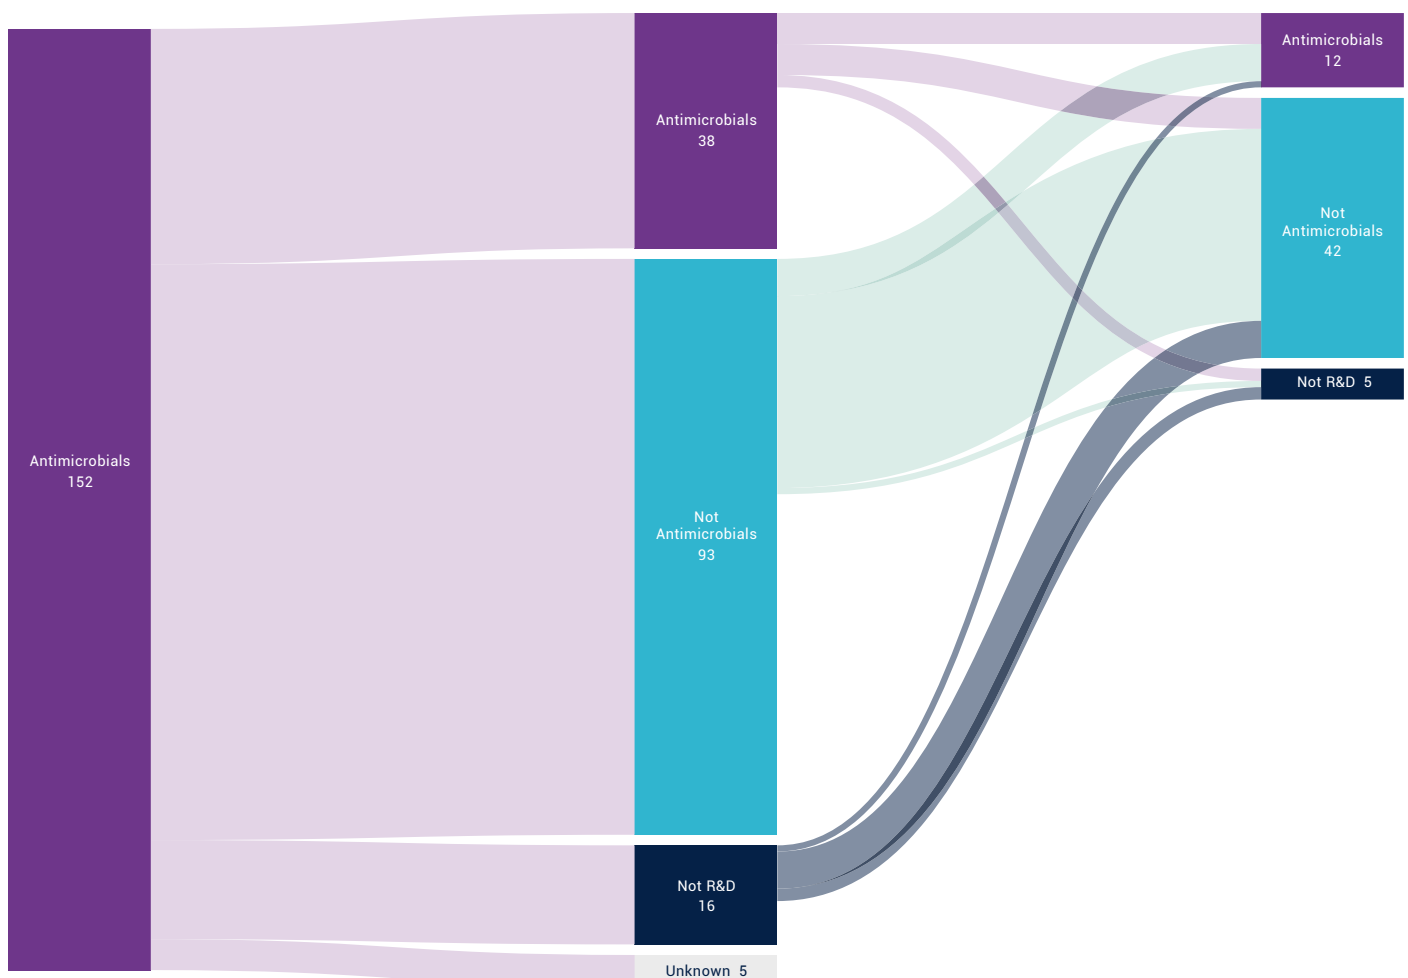 Antimicrobials
152
Antimicrobials
38
Not
Antimicrobials
93
Not R&D
16
Unknown 5
Antimicrobials
12
Not
Antimicrobials
42
Not R&D 5